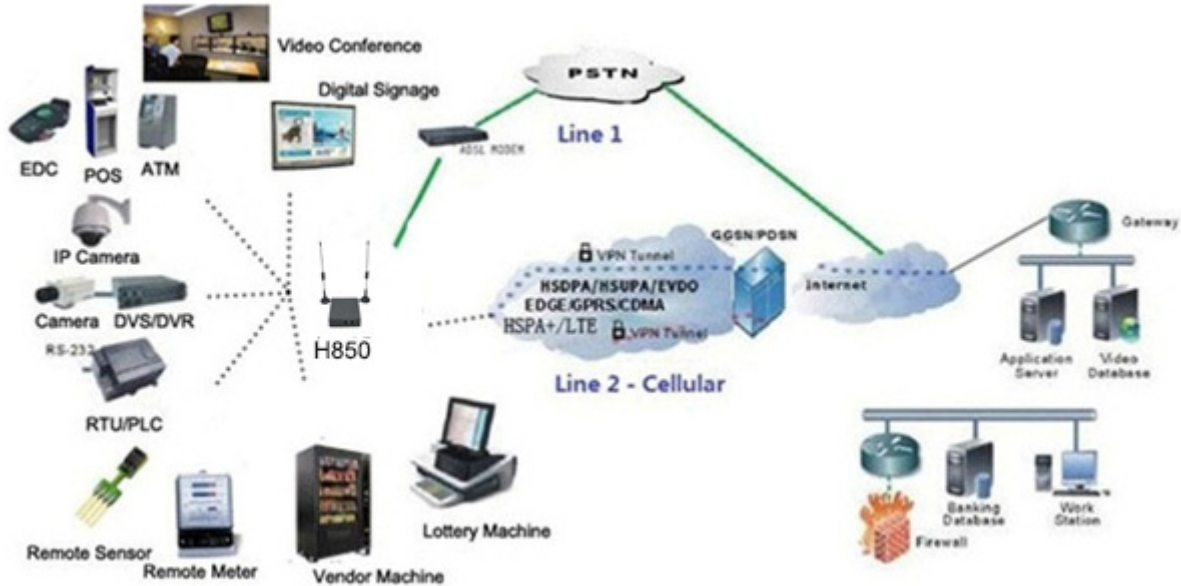 Video Conference
Digital Signage
EDC
POS
ATM
IP Camera
Camera
DVS/DVR
RS-232
RTU/PLC
Remote Sensor
Remote Meter
Vendor Machine
Lottery Machine
H850
ADSL MODEM
PSTN
Line 1
GGSN/PDSN
VPN Tunnel
HSDPA/HSUPA/EVDO
EDGE/GPRS/CDMA
HSPA+/LTE
VPN Tunnel
Line 2 - Cellular
Internet
Gateway
Application
Server
Video
Database
Banking
Database
Work
Station
Firewall